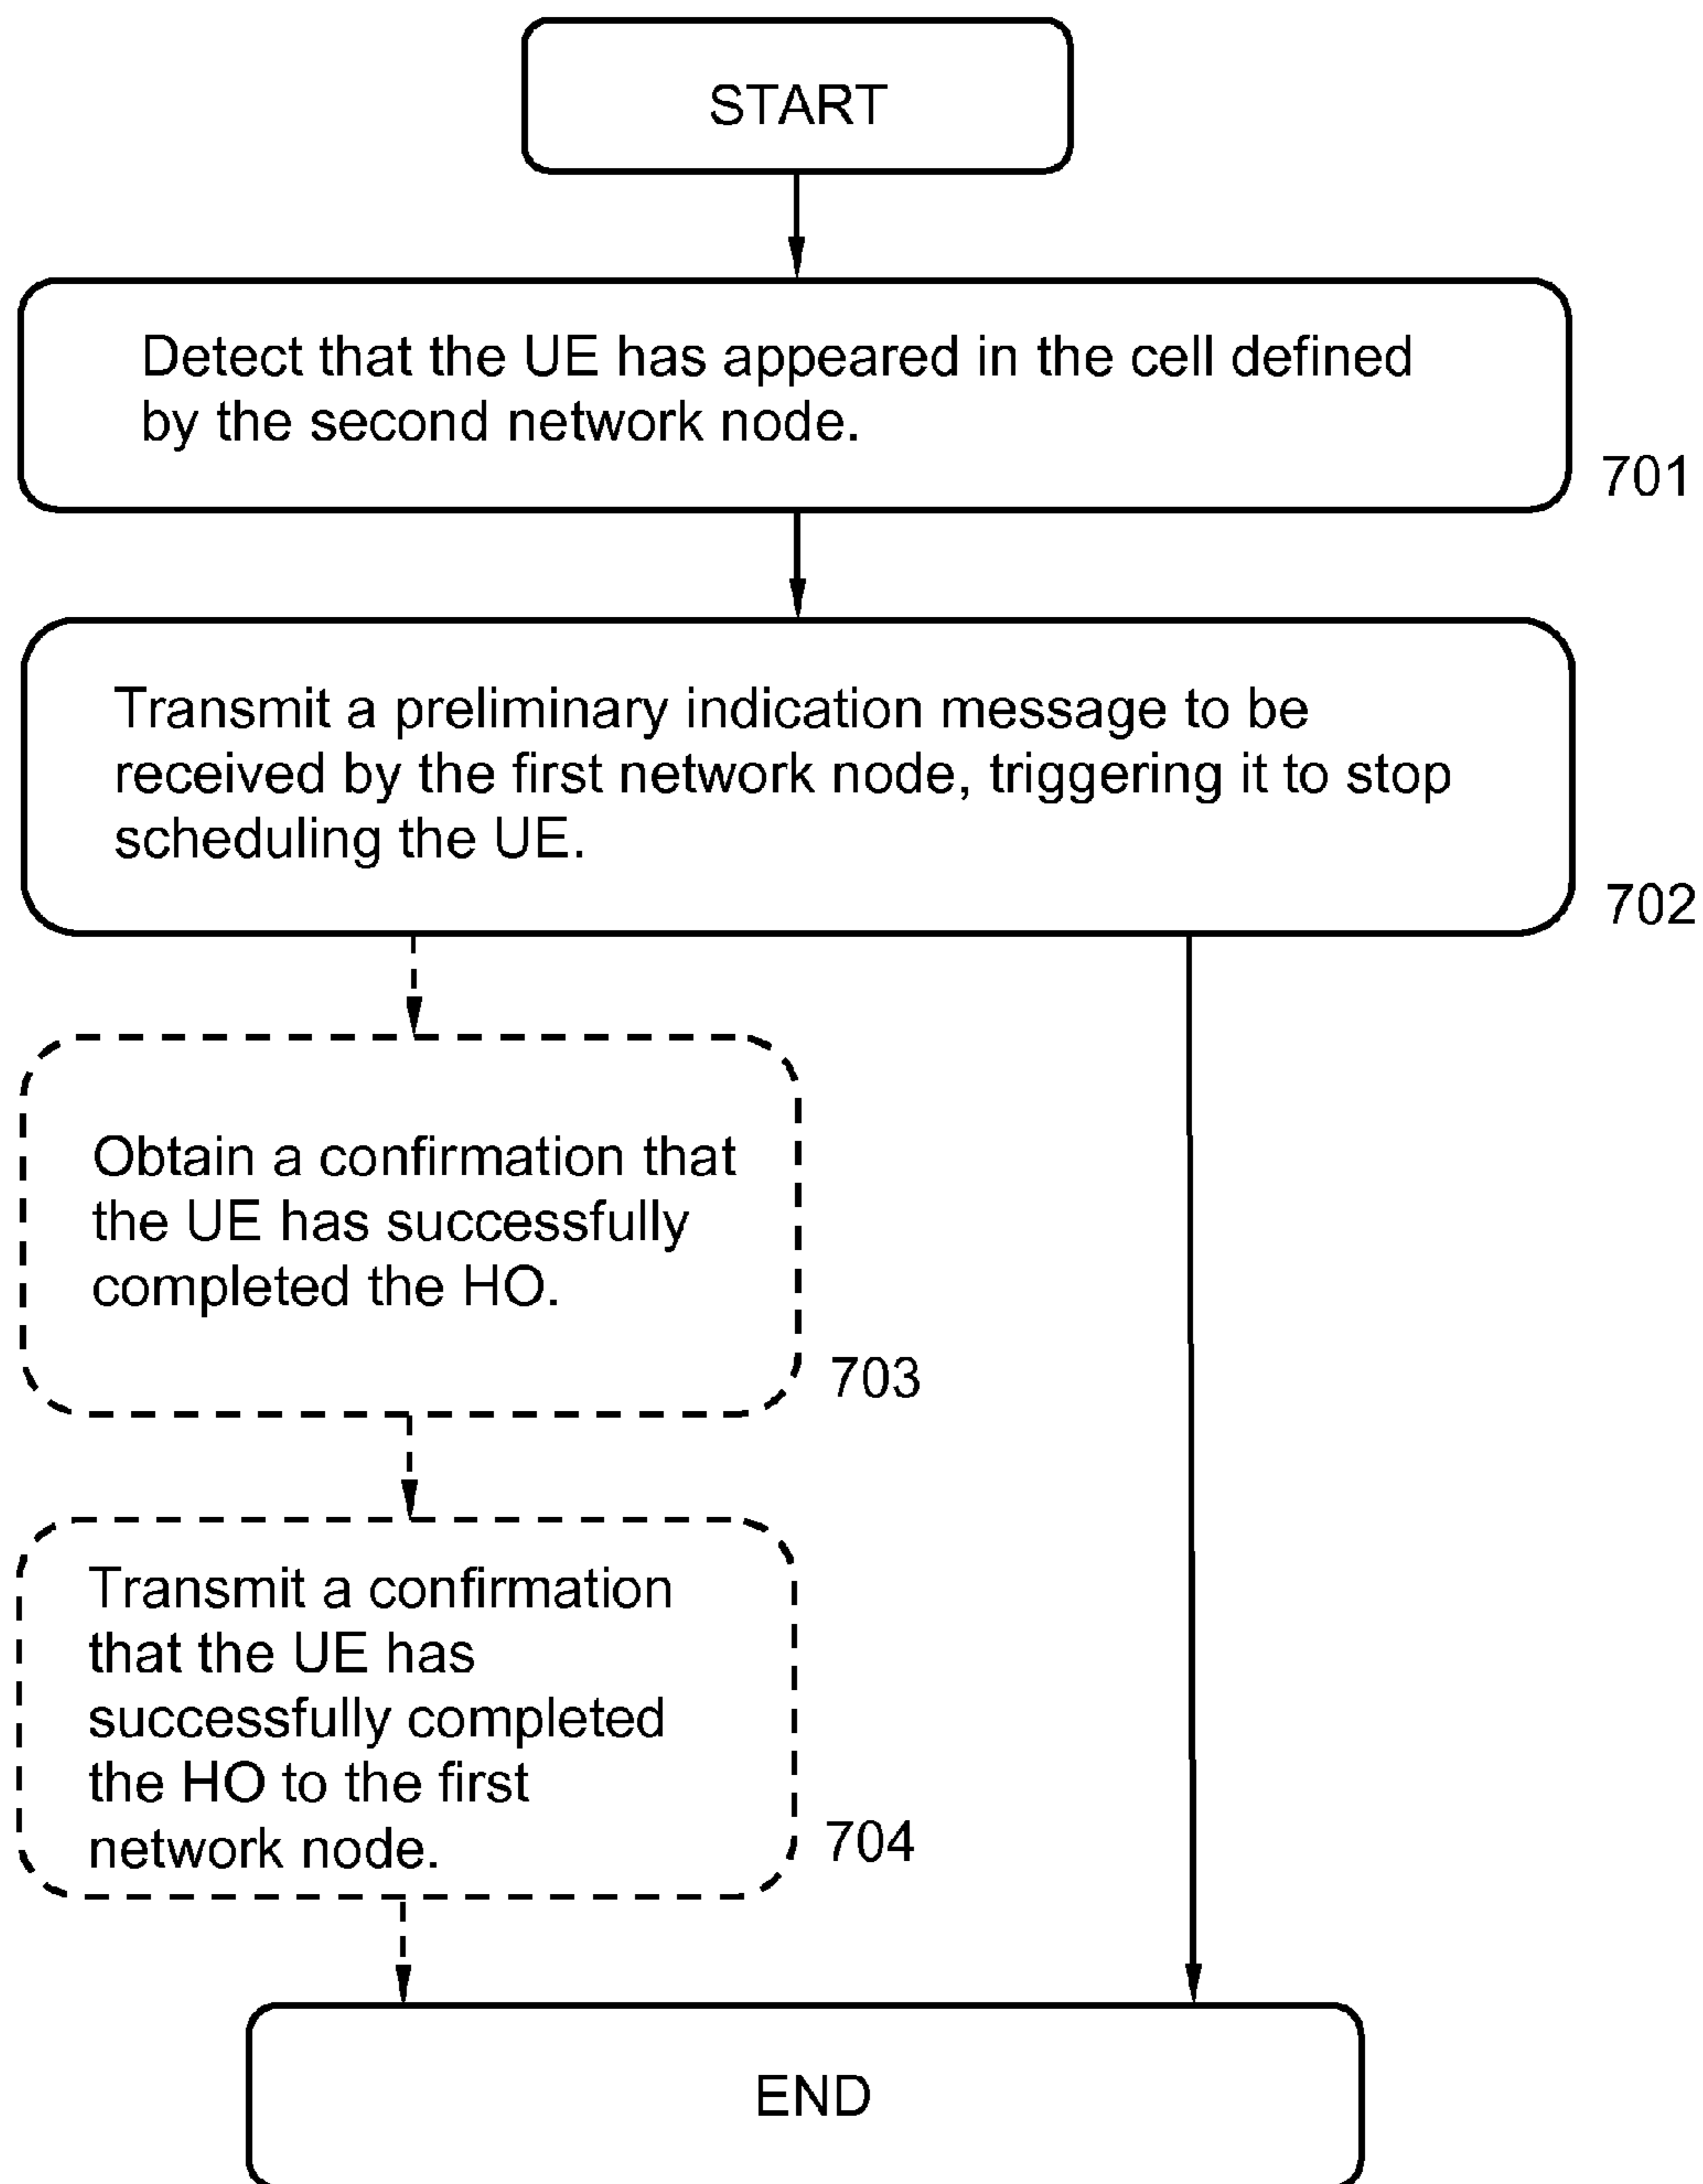 START
Detect that the UE has appeared in the cell defined
by the second network node.
701
Transmit a preliminary indication message to be
received by the first network node, triggering it to stop
scheduling the UE.
702
Obtain a confirmation that
the UE has successfully
completed the HO.
703
Transmit a confirmation
that the UE has
successfully completed
the HO to the first
network node.
704
END